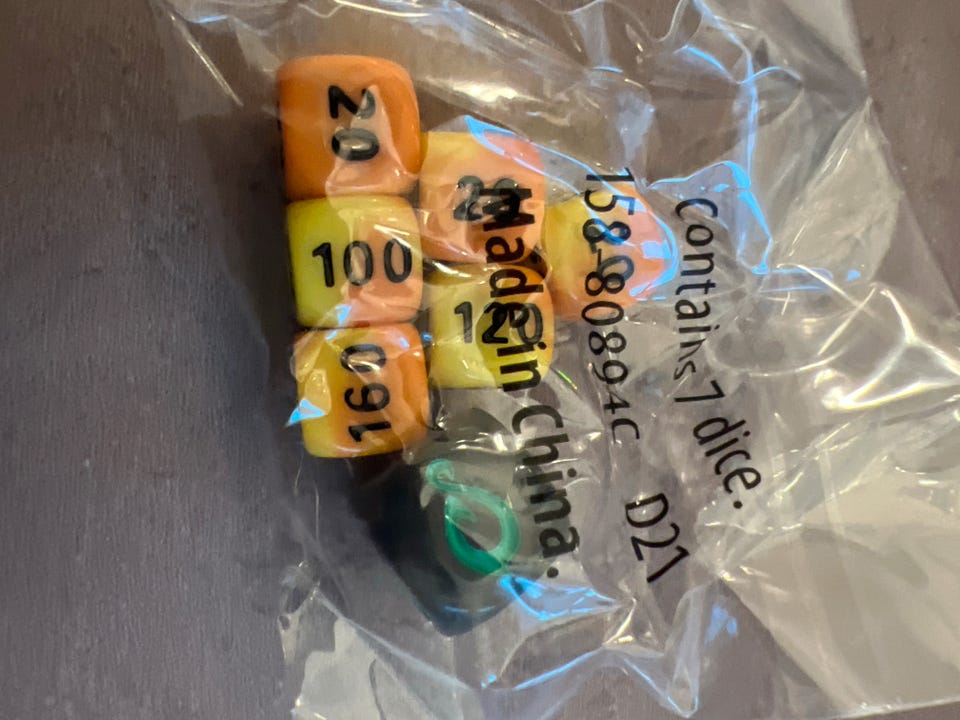 Contains 7 dice.
158-80894C D21
Made in China.
20
100
160